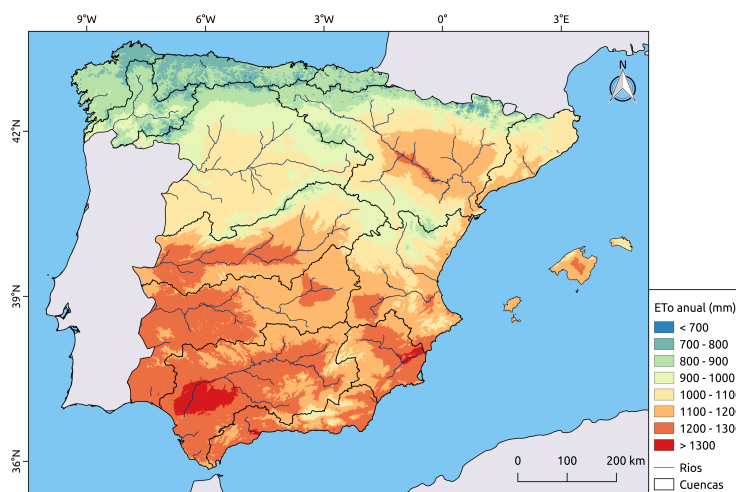 9°W 6°W 3°W 0° 3°E
N
42°N
39°N
36°N
ETo anual (mm)
< 700
700 - 800
800 - 900
900 - 1000
1000 - 110
1100 - 120
1200 - 130
> 1300
Rios
Cuencas
0 100 200 km